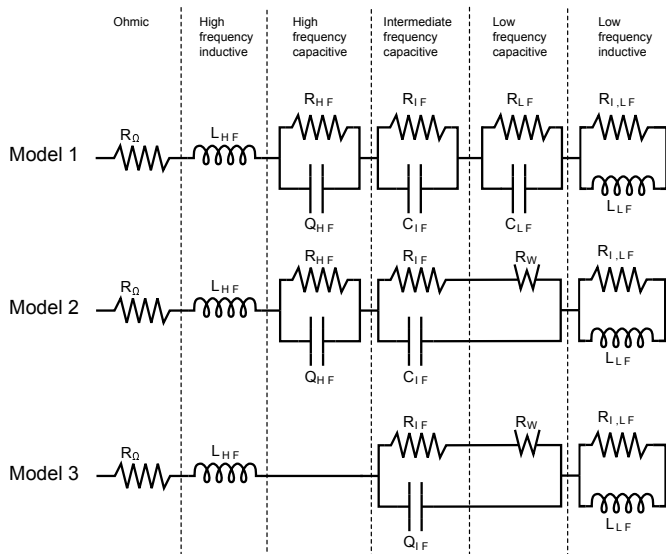 Ohmic
High
frequency
inductive
High
frequency
capacitive
Intermediate
frequency
capacitive
Low
frequency
capacitive
Low
frequency
inductive
Model 1
RΩ
LHF
RHF
QHF
RIF
CIF
RLF
CLF
RI,LF
LLF
Model 2
RΩ
LHF
RHF
QHF
RIF
RW
CIF
RI,LF
LLF
Model 3
RΩ
LHF
RIF
RW
QIF
RI,LF
LLF